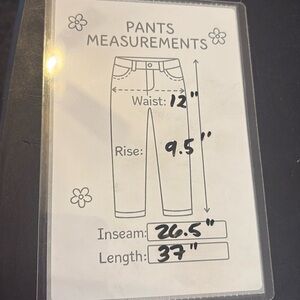 PANTS
MEASUREMENTS
Waist: 12"
Rise: 9.5"
Inseam: 26.5"
Length: 37"